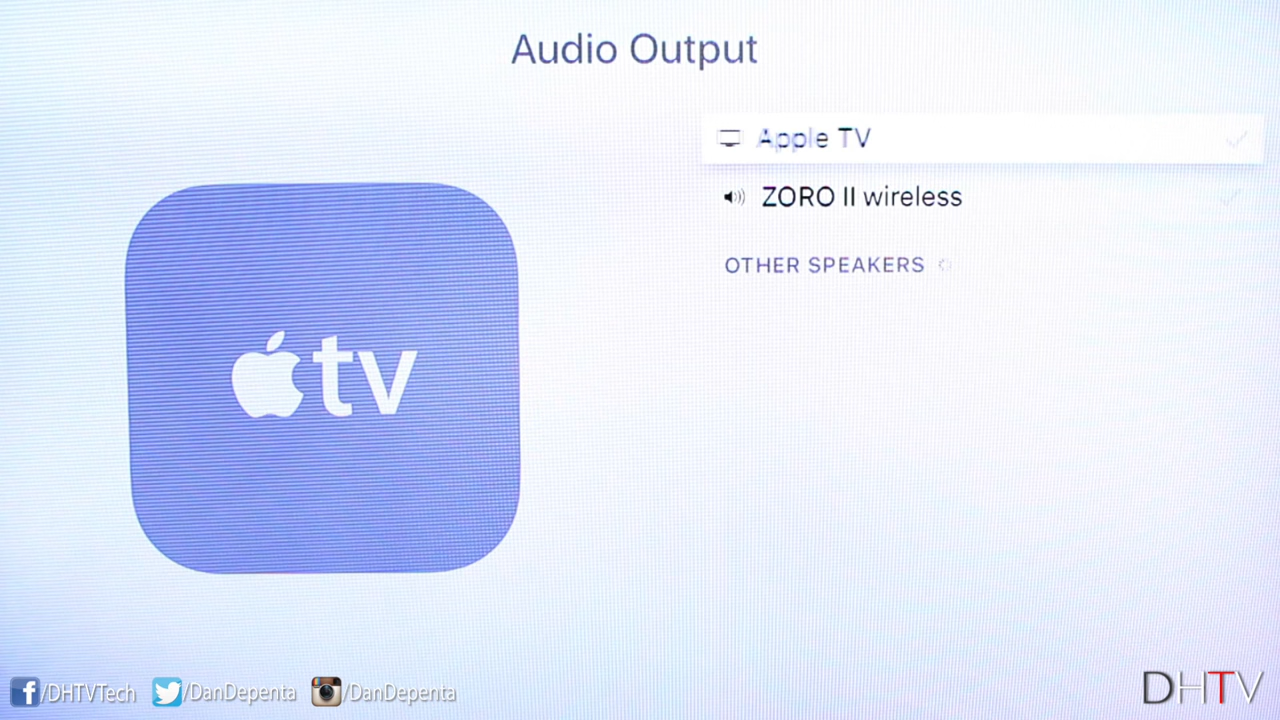 Audio Output
Apple TV
ZORO II wireless
OTHER SPEAKERS
tv
/DHTVTech /DanDepenta /DanDepenta
DHTV